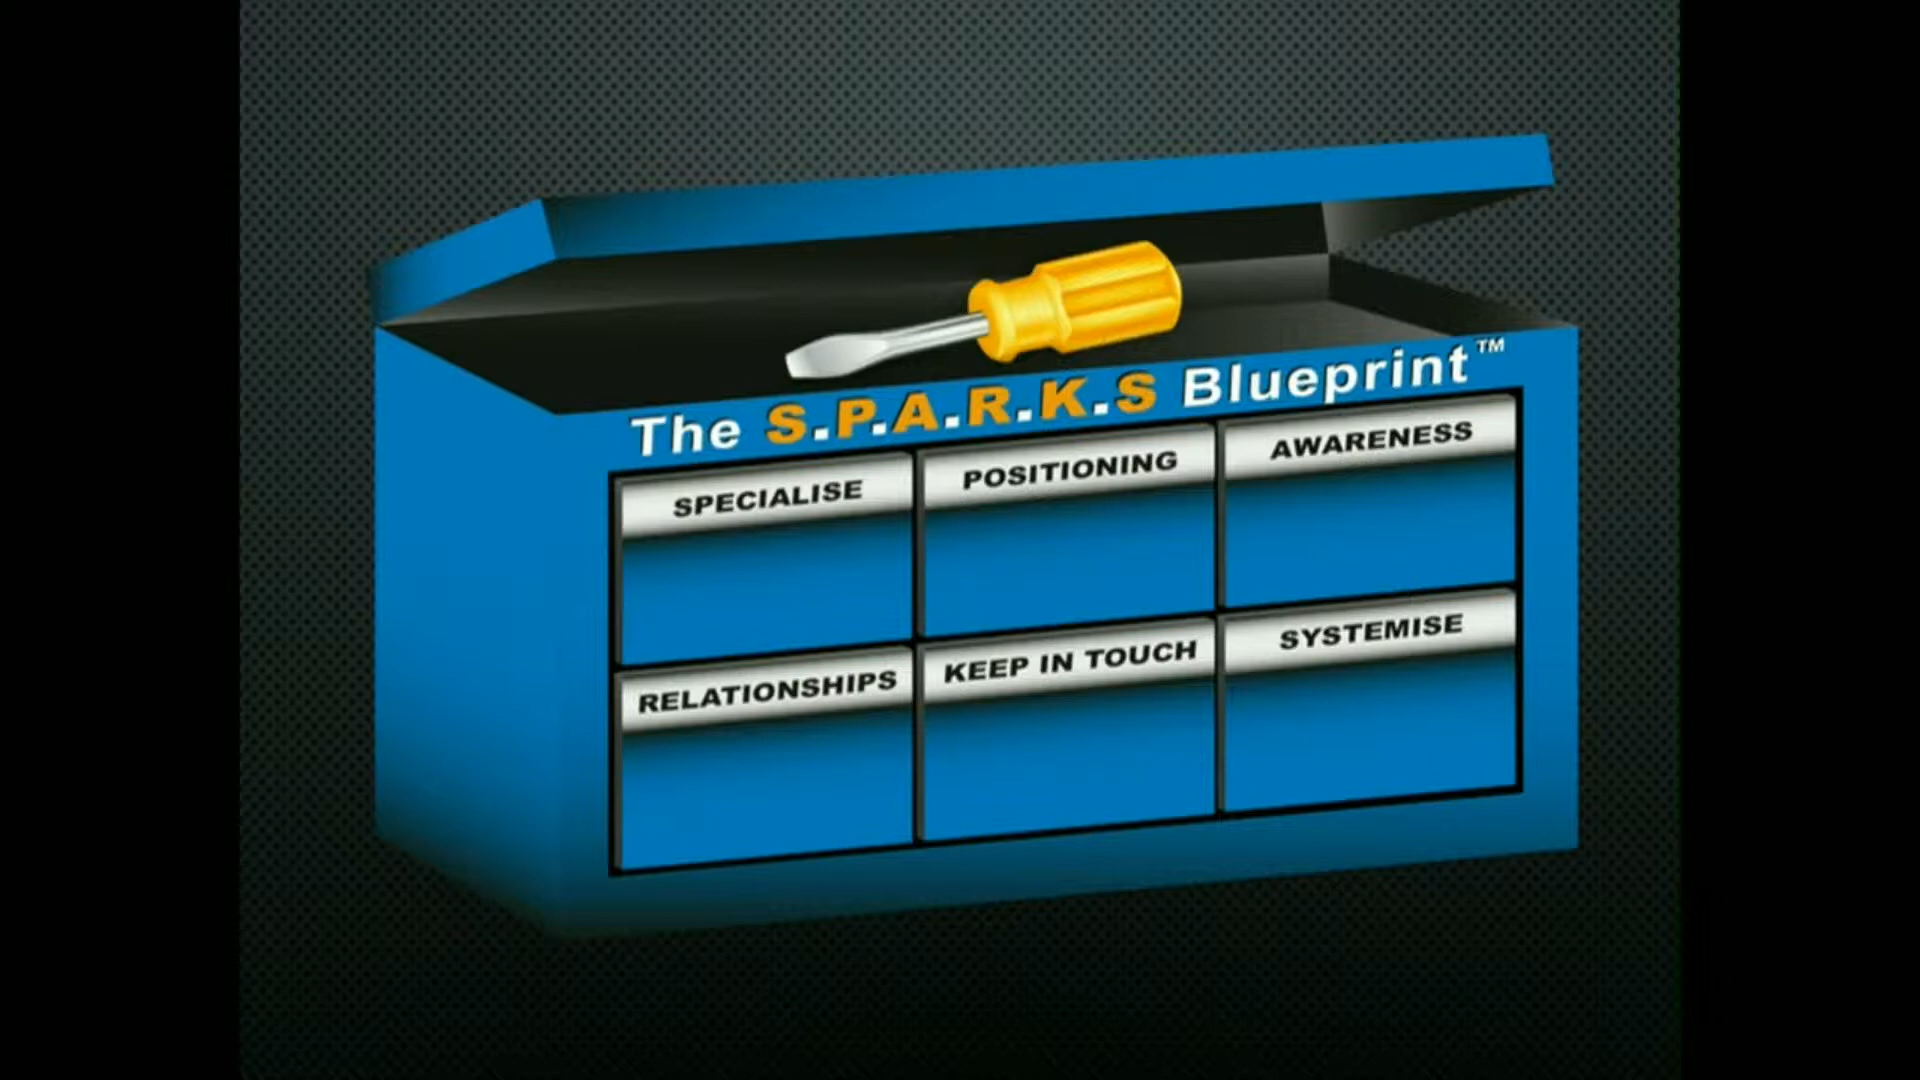 The S.P.A.R.K.S Blueprint™
SPECIALISE
POSITIONING
AWARENESS
RELATIONSHIPS
KEEP IN TOUCH
SYSTEMISE